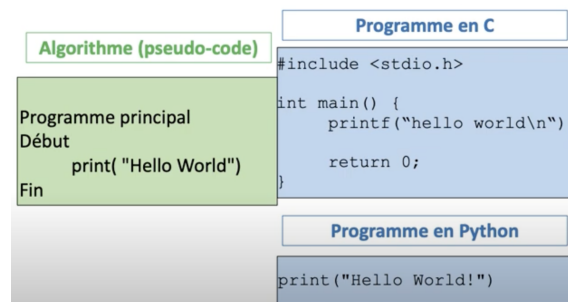 Algorithme (pseudo-code)
Programme principal
Début
print( "Hello World")
Fin
Programme en C
#include <stdio.h>
int main() {
printf(“hello world\n“)
return 0;
}
Programme en Python
print("Hello World!")